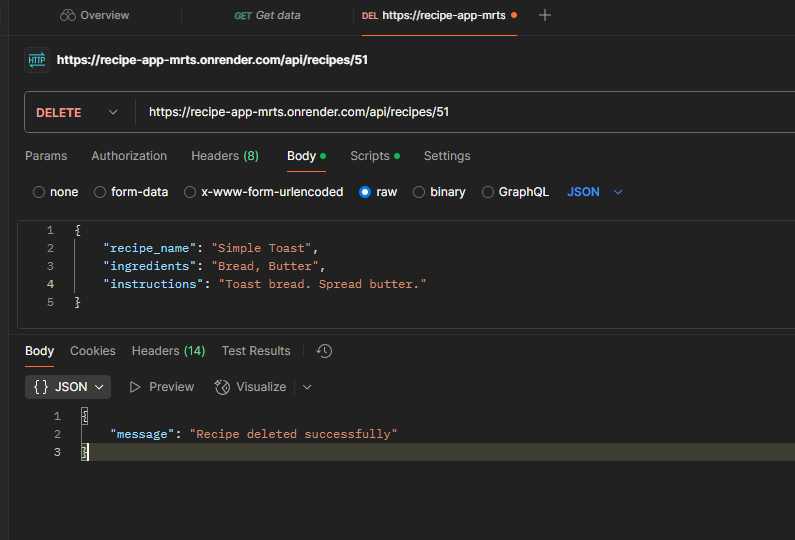 Overview GET Get data DEL https://recipe-app-mrts
HTTP https://recipe-app-mrts.onrender.com/api/recipes/51
DELETE https://recipe-app-mrts.onrender.com/api/recipes/51
Params Authorization Headers (8) Body Scripts Settings
none form-data x-www-form-urlencoded raw binary GraphQL JSON
1 {
2 "recipe_name": "Simple Toast",
3 "ingredients": "Bread, Butter",
4 "instructions": "Toast bread. Spread butter."
5 }
Body Cookies Headers (14) Test Results
{} JSON Preview Visualize
1 {
2 "message": "Recipe deleted successfully"
3 }